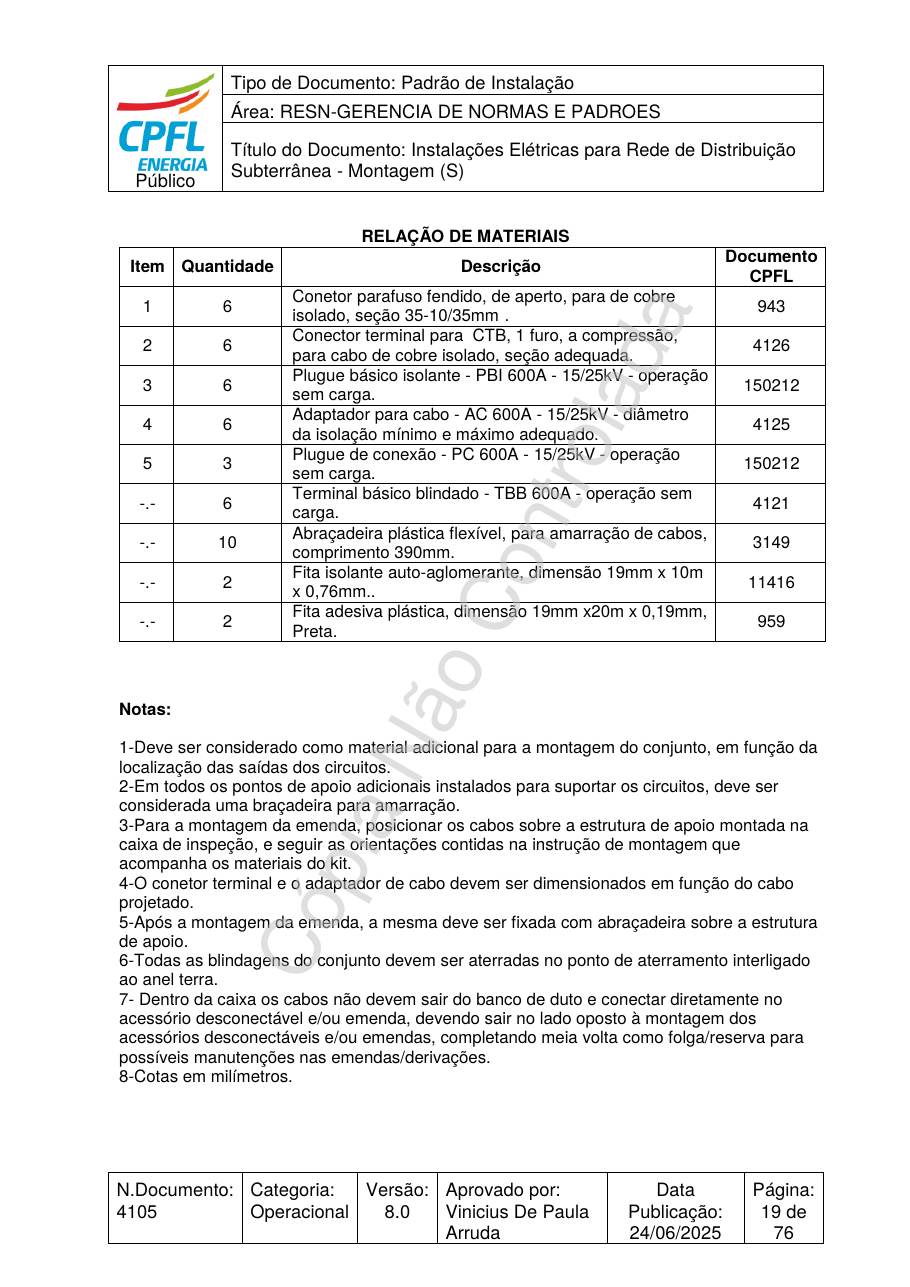 CPFL
ENERGIA
Público
Tipo de Documento: Padrão de Instalação
Área: RESN-GERENCIA DE NORMAS E PADROES
Título do Documento: Instalações Elétricas para Rede de Distribuição
Subterrânea - Montagem (S)
RELAÇÃO DE MATERIAIS
Item Quantidade Descrição Documento CPFL
1 6 Conetor parafuso fendido, de aperto, para de cobre
isolado, seção 35-10/35mm . 943
2 6 Conector terminal para  CTB, 1 furo, a compressão,
para cabo de cobre isolado, seção adequada. 4126
3 6 Plugue básico isolante - PBI 600A - 15/25kV - operação
sem carga. 150212
4 6 Adaptador para cabo - AC 600A - 15/25kV - diâmetro
da isolação mínimo e máximo adequado. 4125
5 3 Plugue de conexão - PC 600A - 15/25kV - operação
sem carga. 150212
-.- 6 Terminal básico blindado - TBB 600A - operação sem
carga. 4121
-.- 10 Abraçadeira plástica flexível, para amarração de cabos,
comprimento 390mm. 3149
-.- 2 Fita isolante auto-aglomerante, dimensão 19mm x 10m
x 0,76mm.. 11416
-.- 2 Fita adesiva plástica, dimensão 19mm x20m x 0,19mm,
Preta. 959
Notas:
1-Deve ser considerado como material adicional para a montagem do conjunto, em função da
localização das saídas dos circuitos.
2-Em todos os pontos de apoio adicionais instalados para suportar os circuitos, deve ser
considerada uma braçadeira para amarração.
3-Para a montagem da emenda, posicionar os cabos sobre a estrutura de apoio montada na
caixa de inspeção, e seguir as orientações contidas na instrução de montagem que
acompanha os materiais do kit.
4-O conetor terminal e o adaptador de cabo devem ser dimensionados em função do cabo
projetado.
5-Após a montagem da emenda, a mesma deve ser fixada com abraçadeira sobre a estrutura
de apoio.
6-Todas as blindagens do conjunto devem ser aterradas no ponto de aterramento interligado
ao anel terra.
7- Dentro da caixa os cabos não devem sair do banco de duto e conectar diretamente no
acessório desconectável e/ou emenda, devendo sair no lado oposto à montagem dos
acessórios desconectáveis e/ou emendas, completando meia volta como folga/reserva para
possíveis manutenções nas emendas/derivações.
8-Cotas em milímetros.
Cópia Não Controlada
N.Documento: Categoria: Versão: Aprovado por: Data Página:
4105 Operacional 8.0 Vinicius De Paula Publicação: 19 de
Arruda 24/06/2025 76